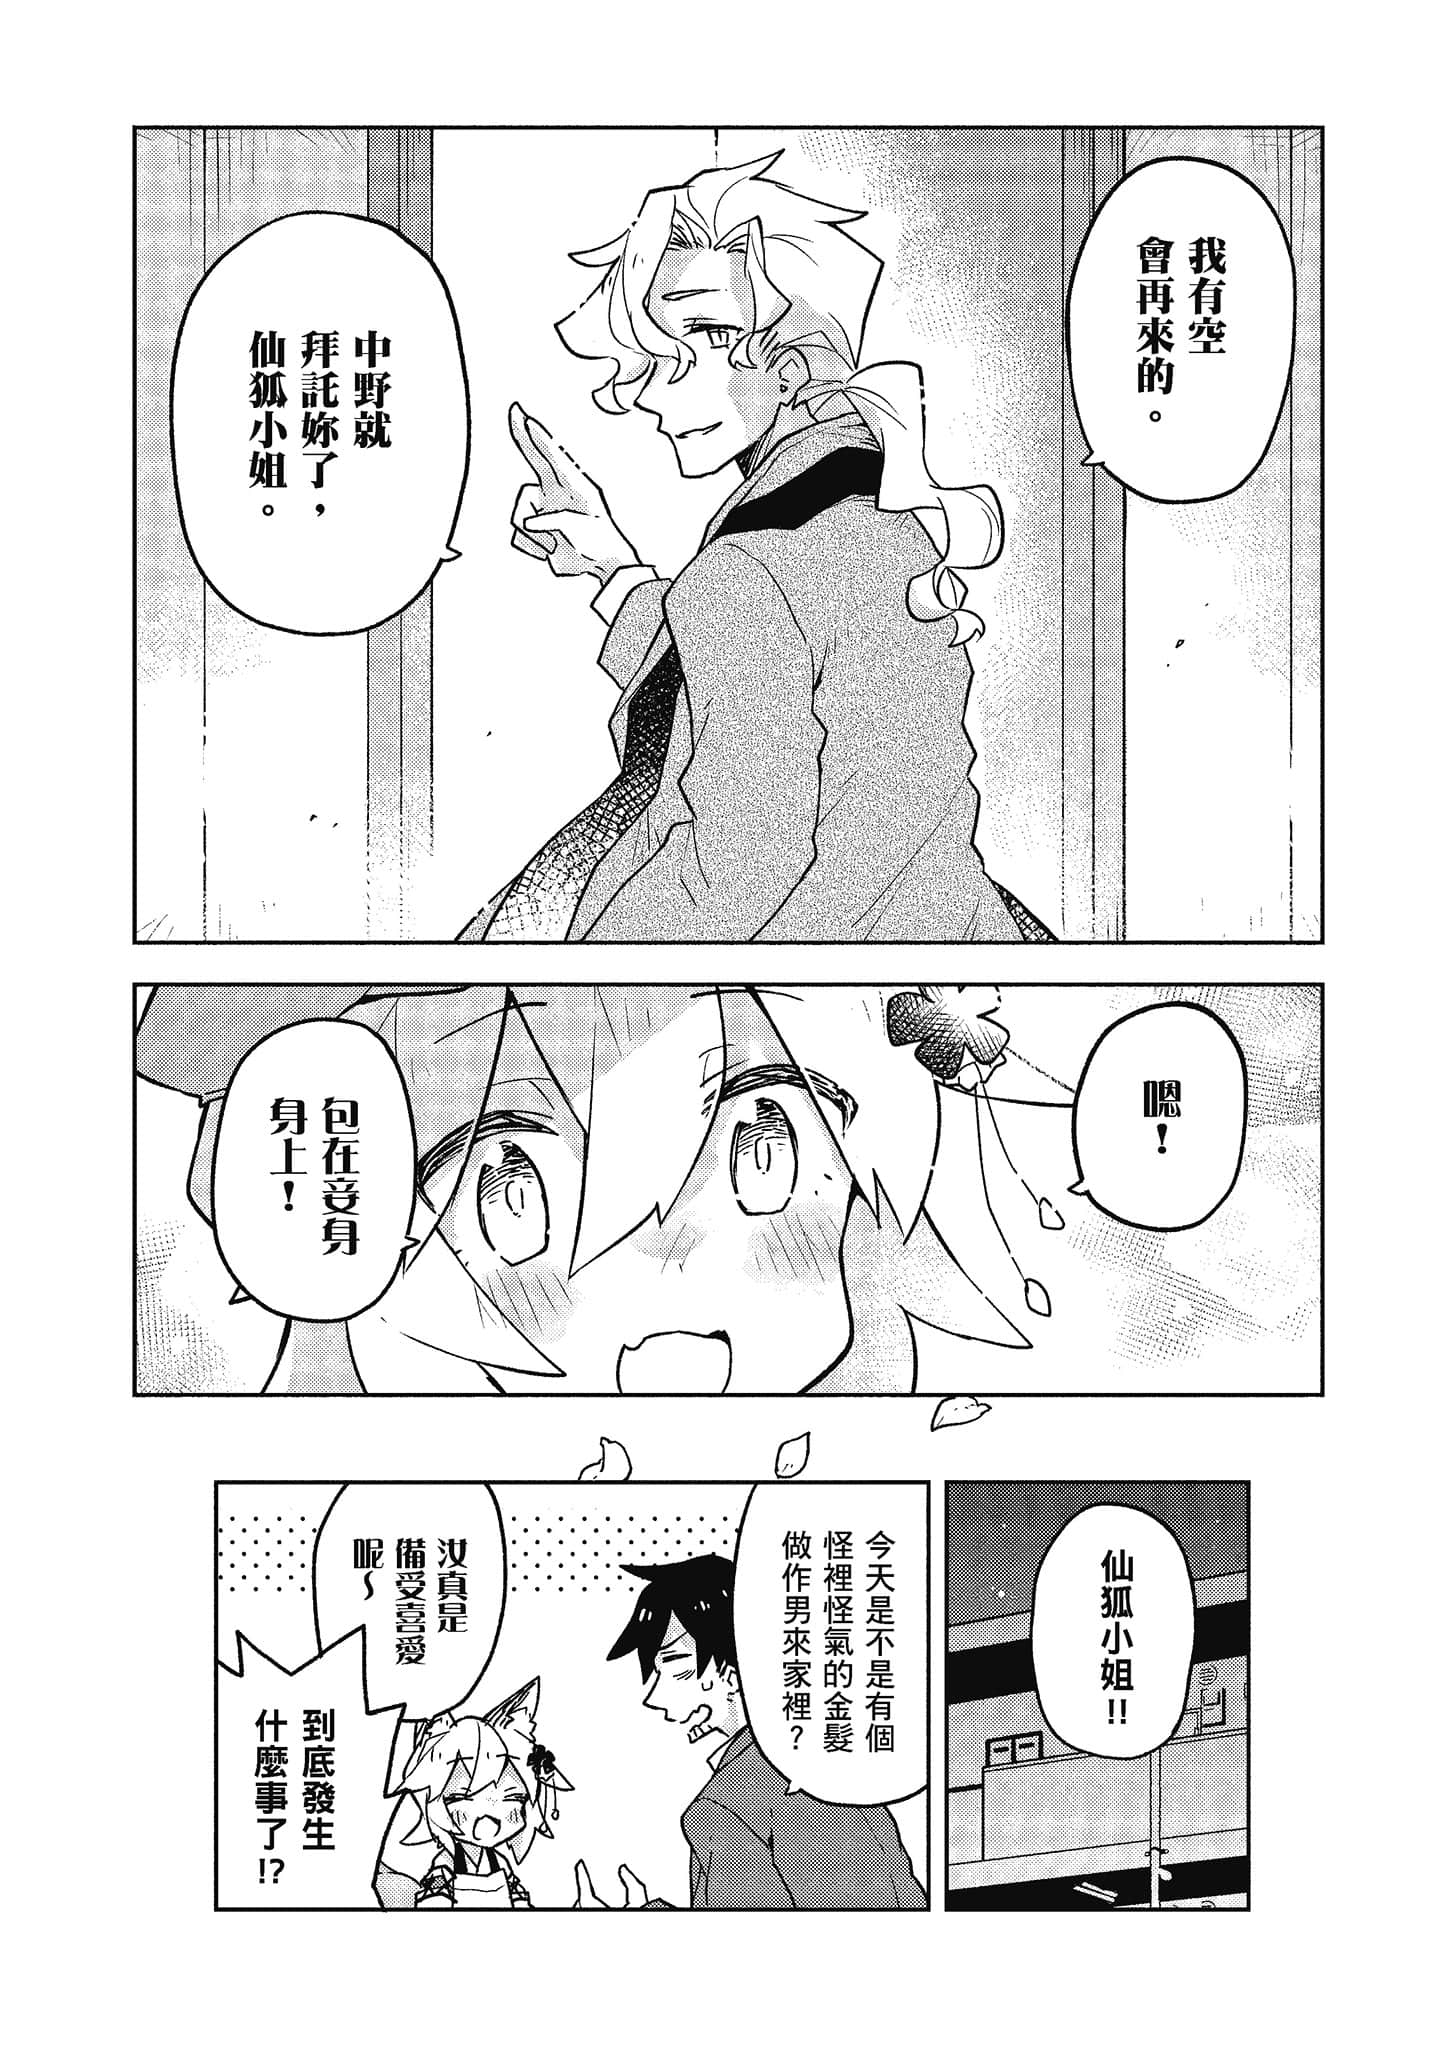 我有空
會再來的。
中野就
拜託妳了，
仙狐小姐。
嗯！
包在妾身
身上！
仙狐小姐!!
今天是不是有個
怪裡怪氣的金髮
做作男來家裡？
汝真是
備受喜愛
呢～
到底發生
什麼事了!?